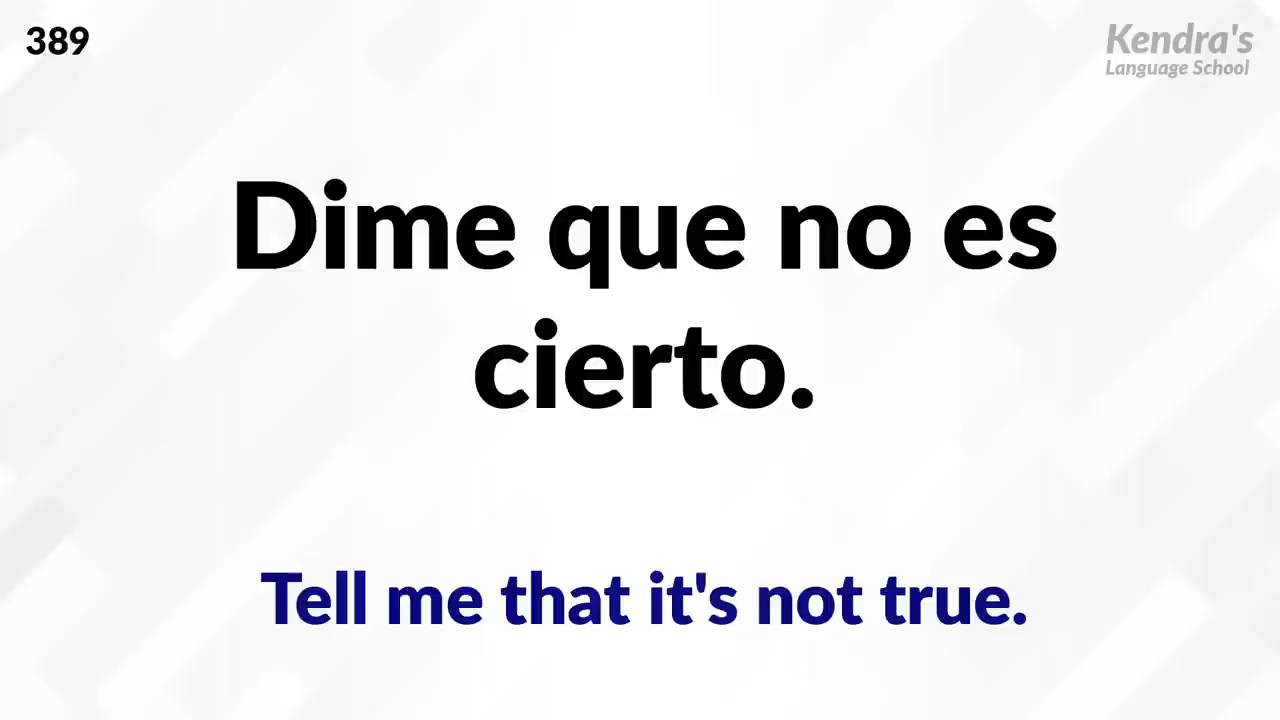 389
Kendra's
Language School
Dime que no es
cierto.
Tell me that it's not true.